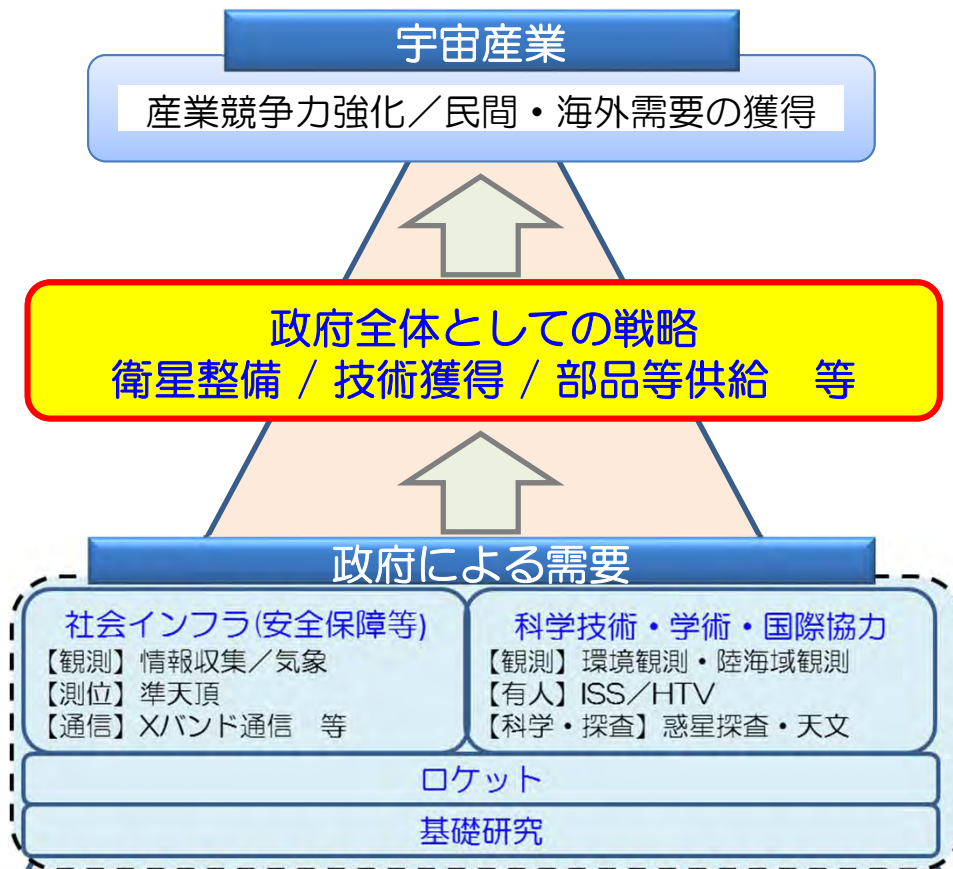 宇宙産業
産業競争力強化／民間・海外需要の獲得
政府全体としての戦略
衛星整備 / 技術獲得 / 部品等供給　等
政府による需要
社会インフラ(安全保障等)
【観測】情報収集／気象
【測位】準天頂
【通信】Xバンド通信　等
科学技術・学術・国際協力
【観測】環境観測・陸海域観測
【有人】ISS／HTV
【科学・探査】惑星探査・天文
ロケット
基礎研究